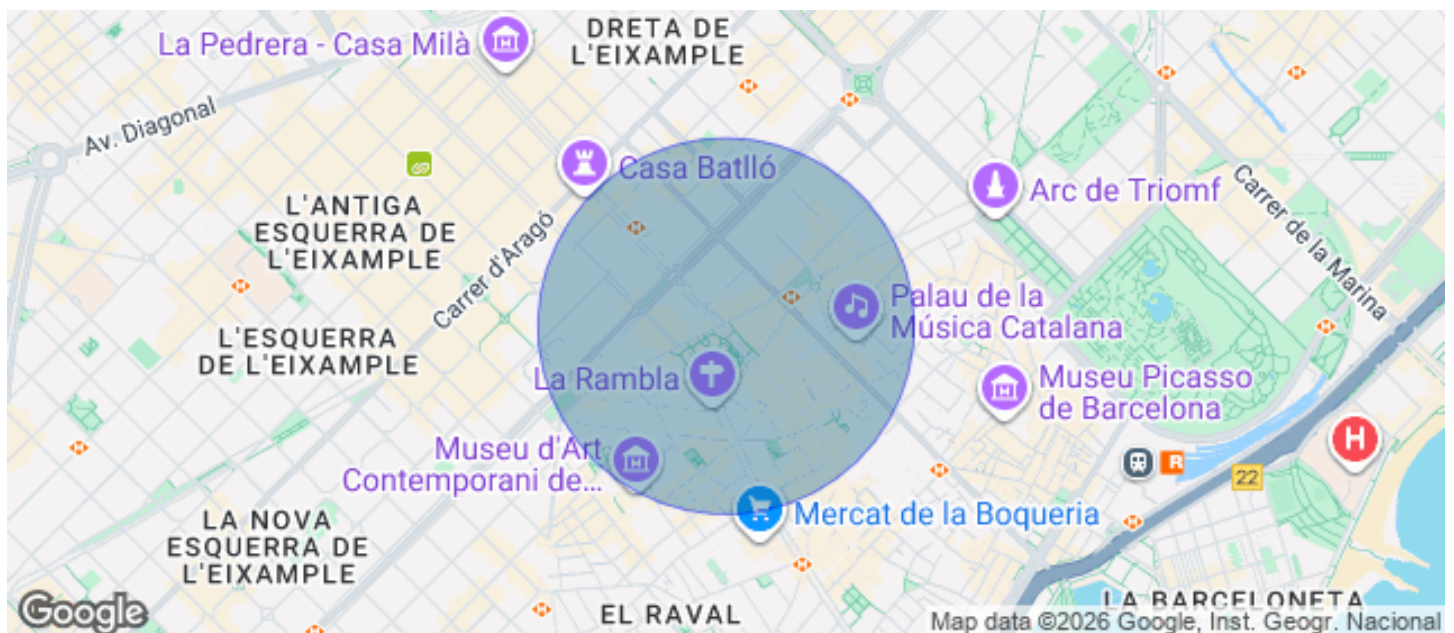 La Pedrera - Casa Milà
DRETA DE
L'EIXAMPLE
Av. Diagonal
Casa Batlló
Arc de Triomf
Carrer de la Marina
L'ANTIGA
ESQUERRA DE
L'EIXAMPLE
Carrer d'Aragó
L'ESQUERRA
DE L'EIXAMPLE
Palau de la
Música Catalana
La Rambla
Museu Picasso
de Barcelona
H
Museu d'Art
Contemporani de...
R
22
Mercat de la Boqueria
LA NOVA
ESQUERRA DE
L'EIXAMPLE
EL RAVAL
LA BARCELONETA
Google
Map data ©2026 Google, Inst. Geogr. Nacional